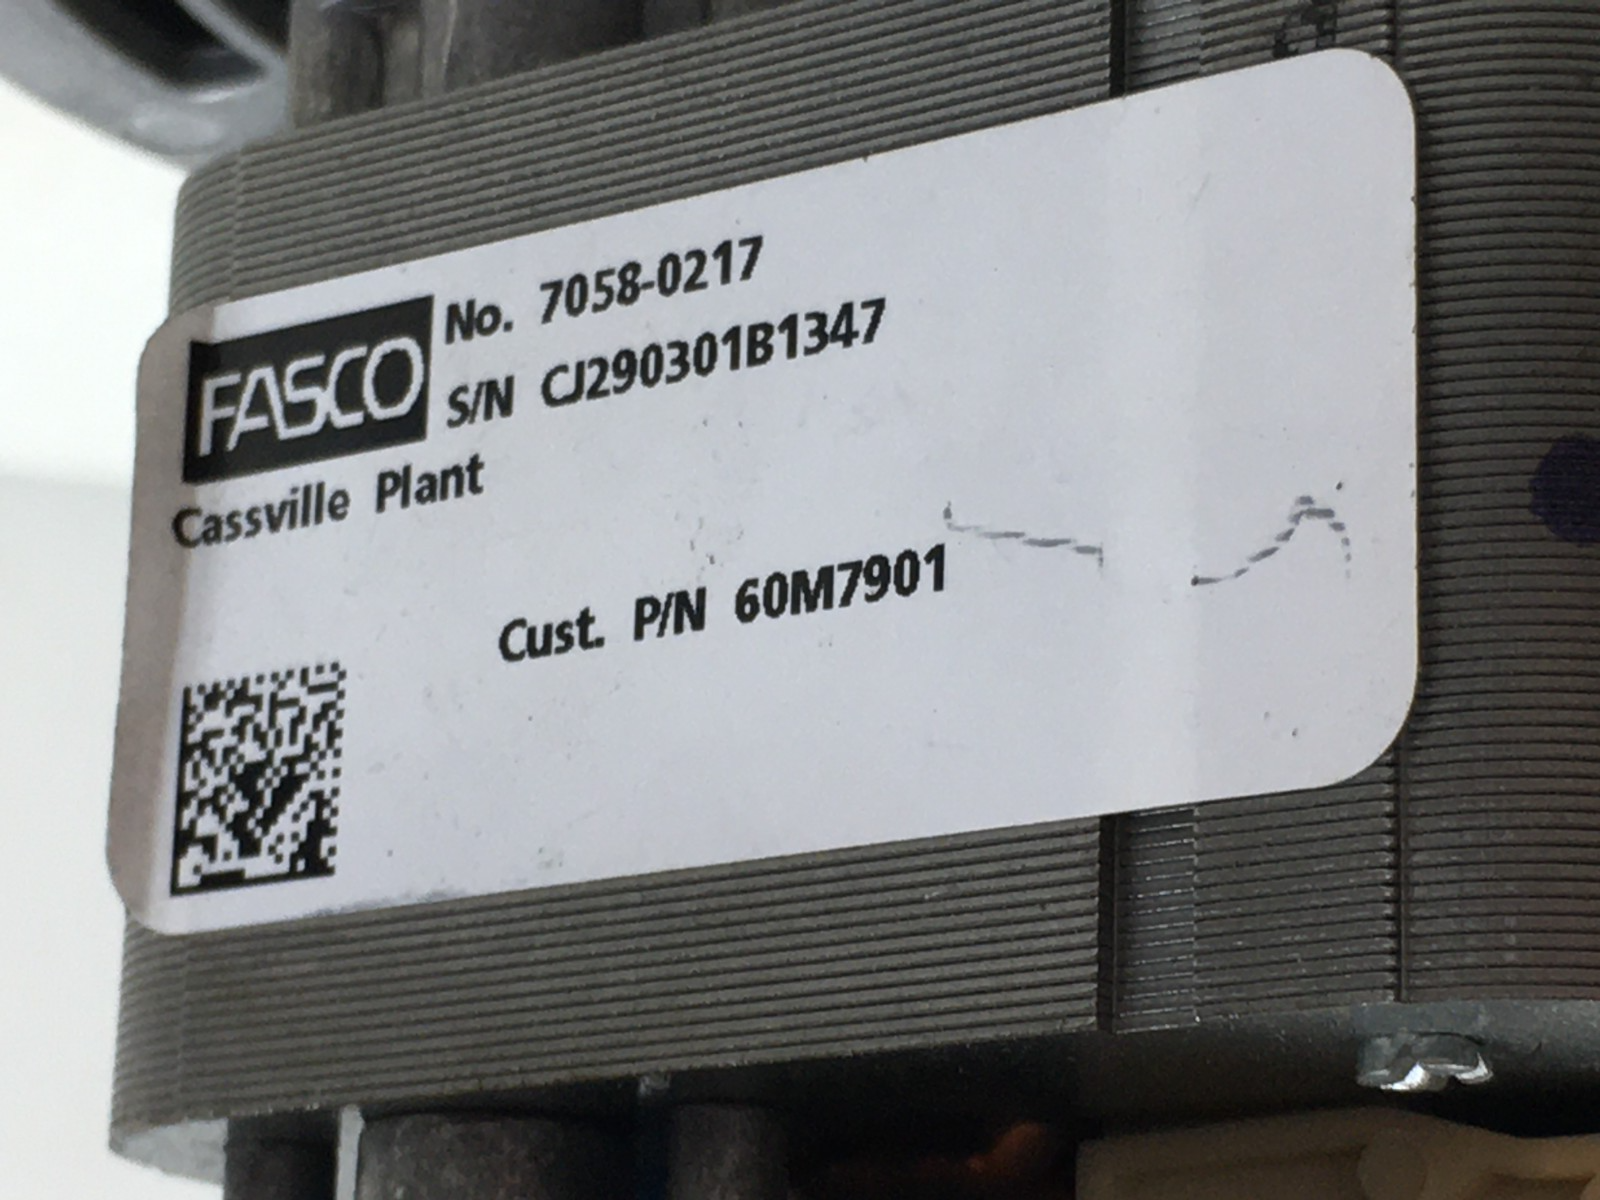 FASCO
No. 7058-0217
S/N CJ290301B1347
Cassville Plant
Cust. P/N 60M7901